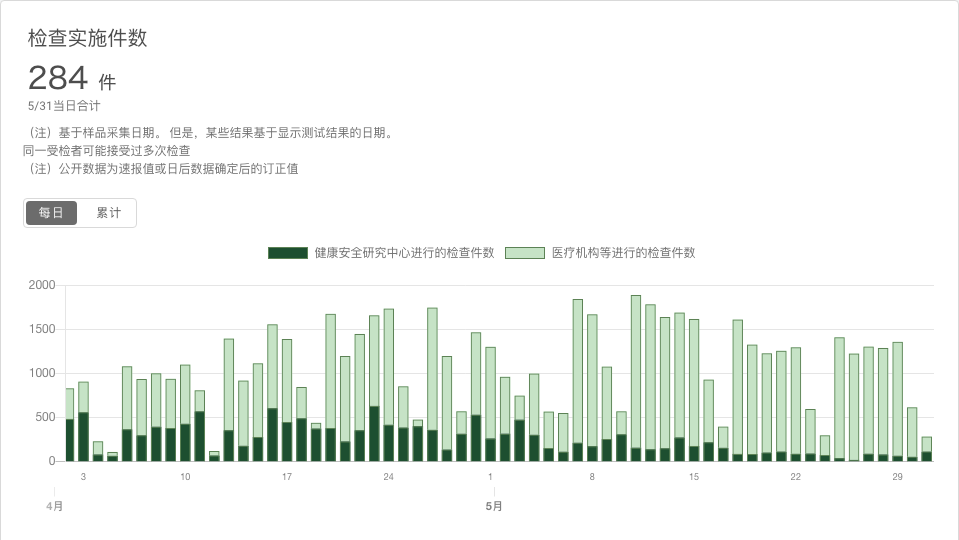 检查实施件数
284 件
5/31当日合计
（注）基于样品采集日期。 但是，某些结果基于显示测试结果的日期。
同一受检者可能接受过多次检查
（注）公开数据为速报值或日后数据确定后的订正值
每日 累计
健康安全研究中心进行的检查件数 医疗机构等进行的检查件数
2000
1500
1000
500
0
3 10 17 24 1 8 15 22 29
4月 5月